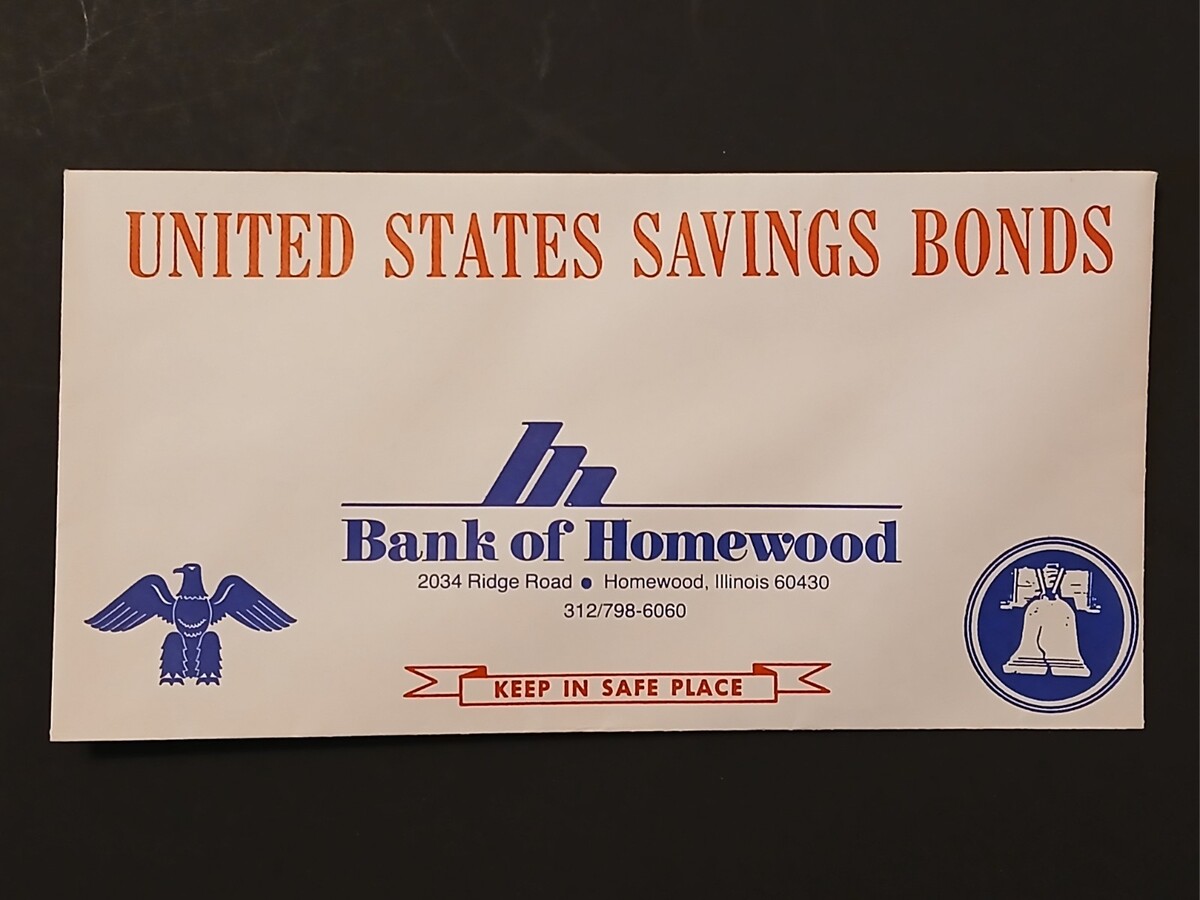 UNITED STATES SAVINGS BONDS
Bank of Homewood
2034 Ridge Road ● Homewood, Illinois 60430
312/798-6060
KEEP IN SAFE PLACE